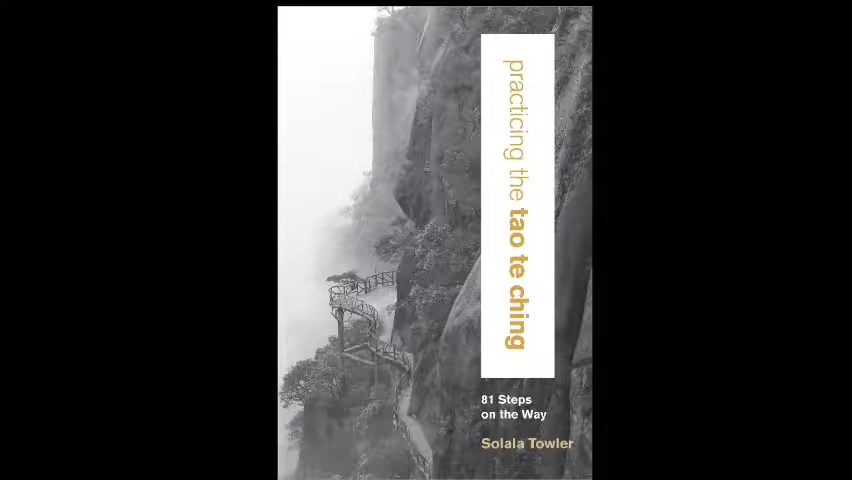 practicing the tao te ching
81 Steps
on the Way
Solala Towler